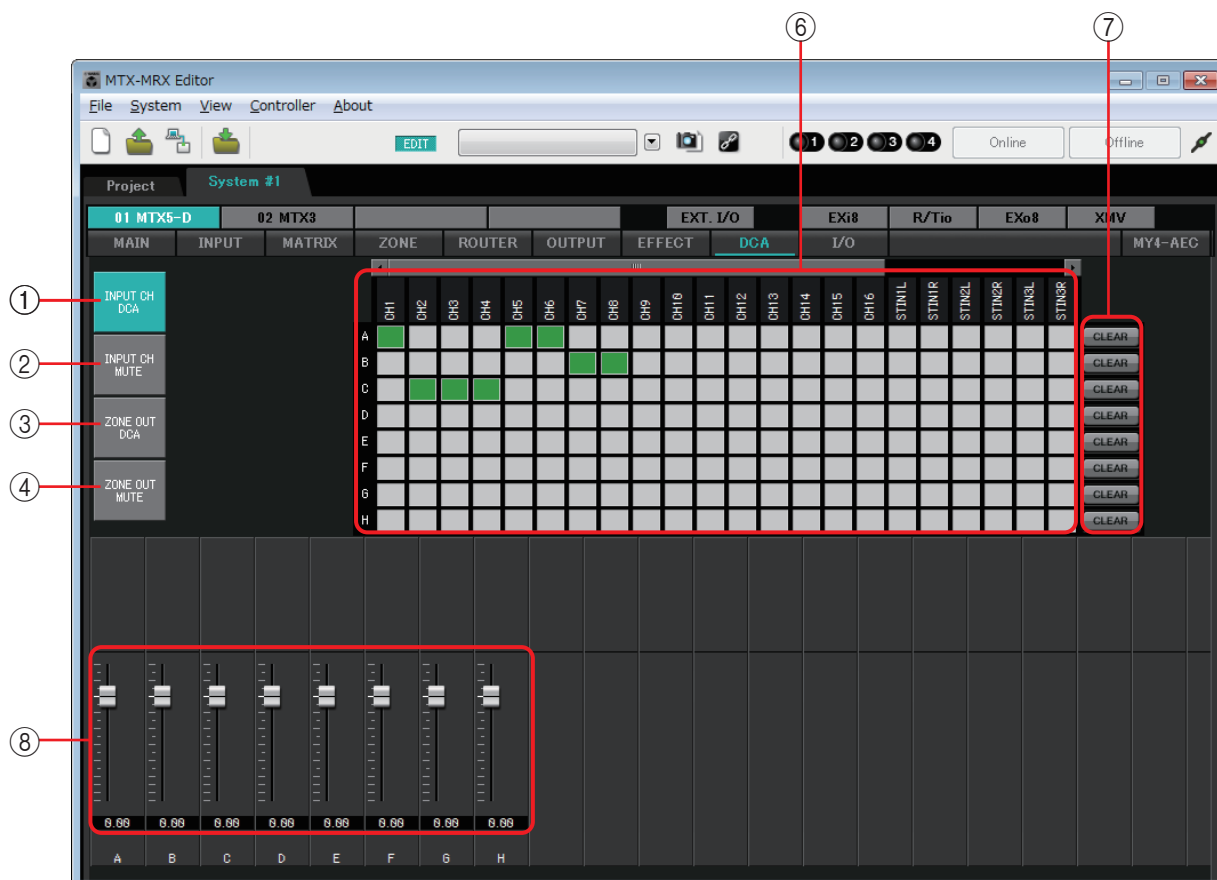 ⑥ ⑦
MTX-MRX Editor
File System View Controller About
EDIT 1 2 3 4 Online Offline
Project System #1
01 MTX5-D 02 MTX3 EXT. I/O EXi8 R/Tio EXo8 XMV
MAIN INPUT MATRIX ZONE ROUTER OUTPUT EFFECT DCA I/O MY4-AEC
① INPUT CH
DCA
② INPUT CH
MUTE
③ ZONE OUT
DCA
④ ZONE OUT
MUTE
CH1 CH2 CH3 CH4 CH5 CH6 CH7 CH8 CH9 CH10 CH11 CH12 CH13 CH14 CH15 CH16 STIN1L STIN1R STIN2L STIN2R STIN3L STIN3R
A CLEAR
B CLEAR
C CLEAR
D CLEAR
E CLEAR
F CLEAR
G CLEAR
H CLEAR
⑧
0.00 0.00 0.00 0.00 0.00 0.00 0.00 0.00
A B C D E F G H